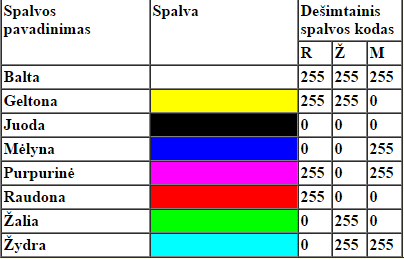 Spalvos pavadinimas Spalva Dešimtainis spalvos kodas
R Ž M
Balta 255 255 255
Geltona 255 255 0
Juoda 0 0 0
Mėlyna 0 0 255
Purpurinė 255 0 255
Raudona 255 0 0
Žalia 0 255 0
Žydra 0 255 255